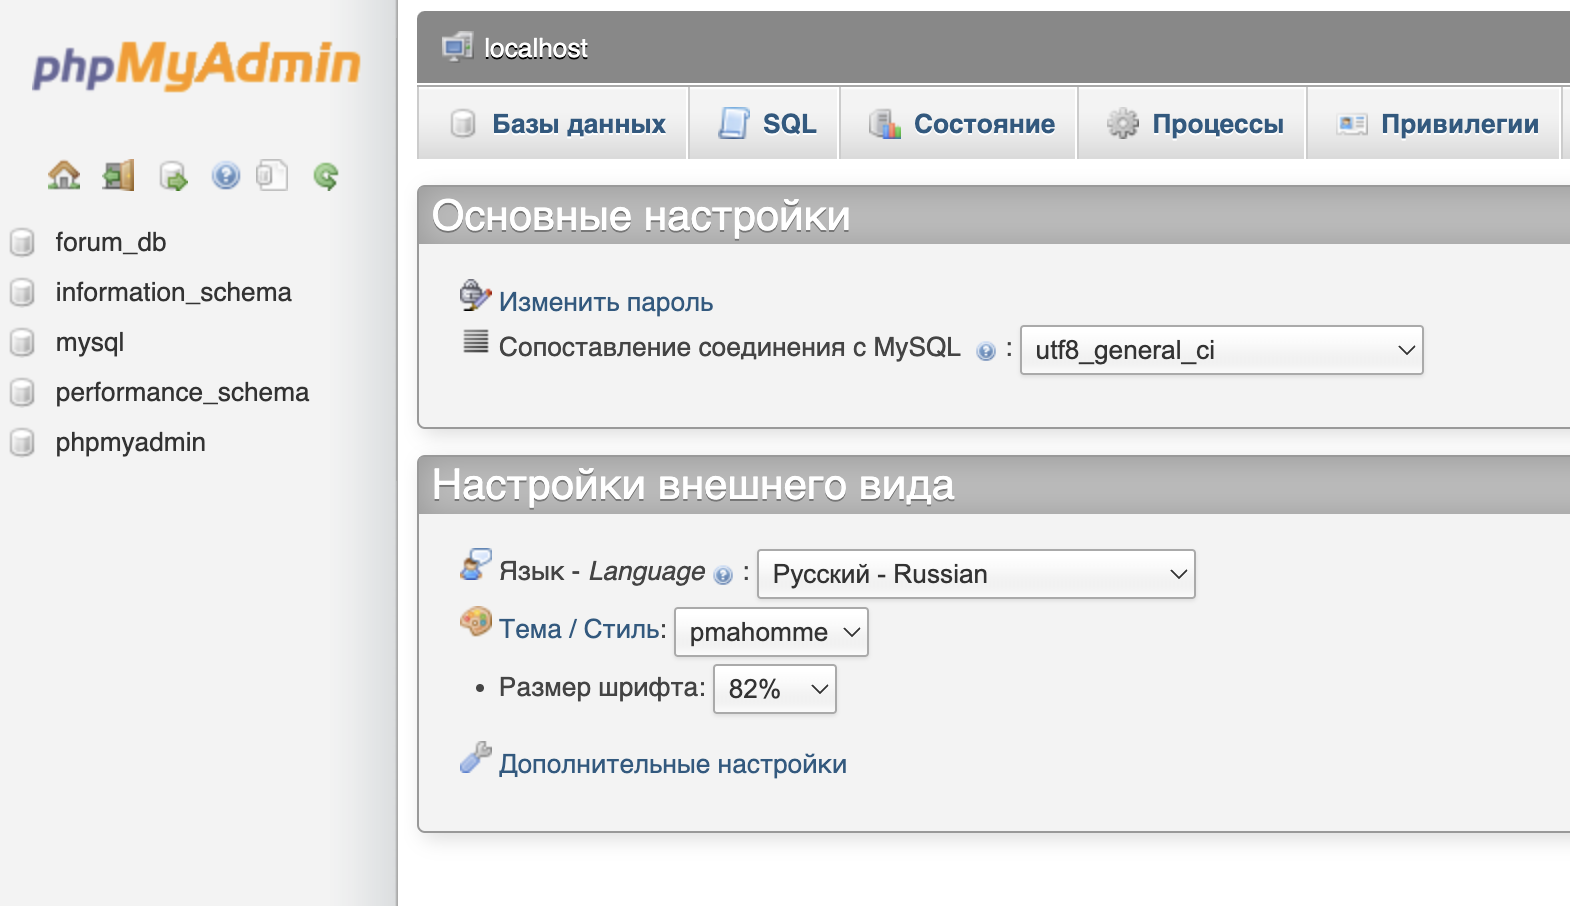 phpMyAdmin
forum_db
information_schema
mysql
performance_schema
phpmyadmin
localhost
Базы данных SQL Состояние Процессы Привилегии
Основные настройки
Изменить пароль
Сопоставление соединения с MySQL : utf8_general_ci
Настройки внешнего вида
Язык - Language : Русский - Russian
Тема / Стиль: pmahomme
• Размер шрифта: 82%
Дополнительные настройки